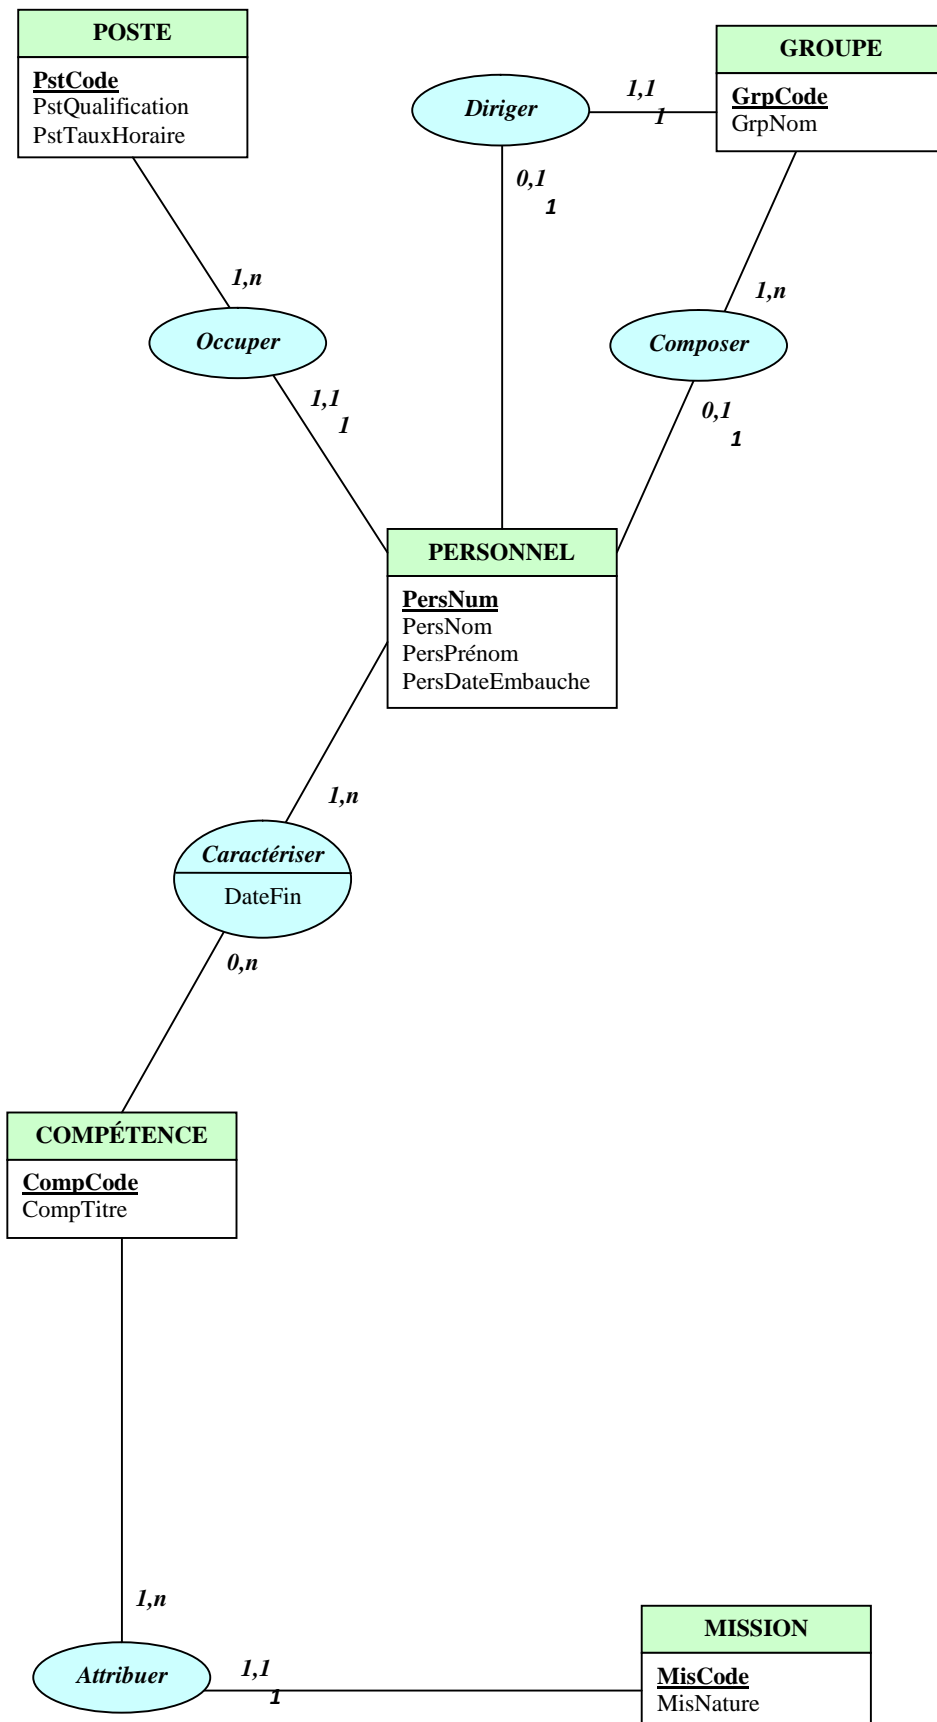 POSTE
PstCode
PstQualification
PstTauxHoraire
GROUPE
GrpCode
GrpNom
Diriger
1,1
1
0,1
1
1,n
Occuper
1,1
1
1,n
Composer
0,1
1
PERSONNEL
PersNum
PersNom
PersPrénom
PersDateEmbauche
1,n
Caractériser
DateFin
0,n
COMPÉTENCE
CompCode
CompTitre
1,n
Attribuer
1,1
1
MISSION
MisCode
MisNature